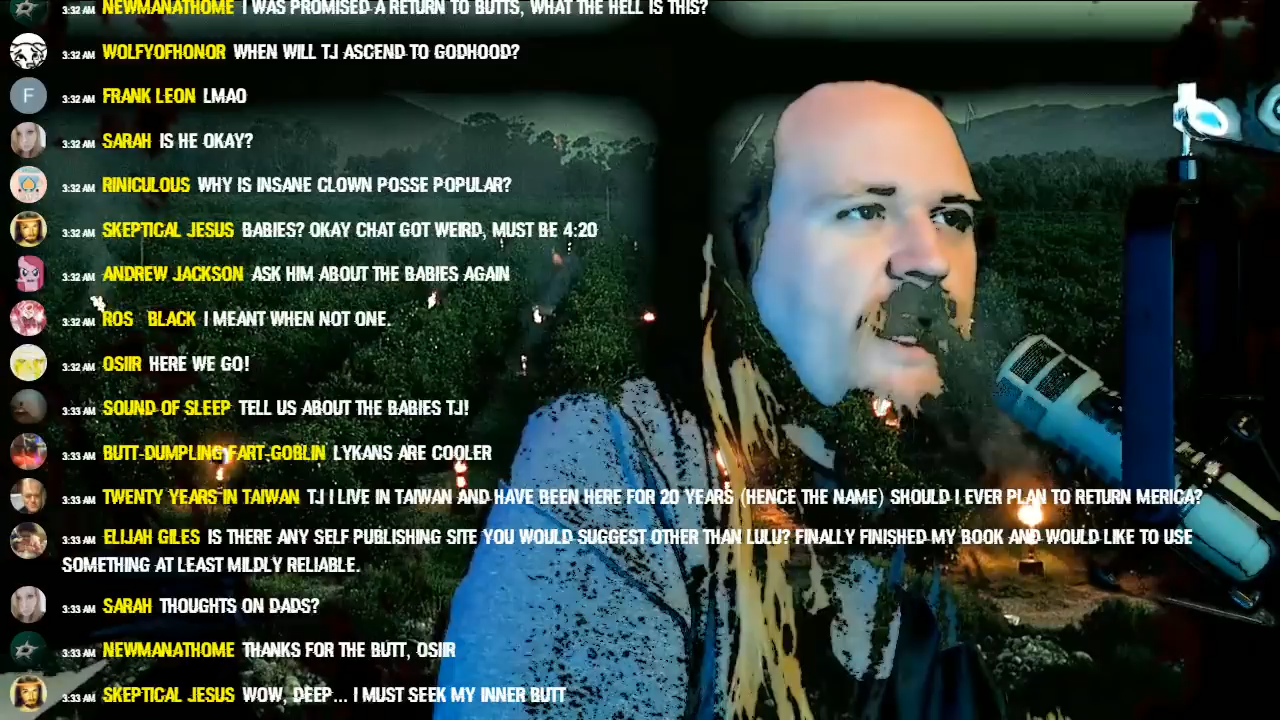 3:32 AM NEWMANATHOME I WAS PROMISED A RETURN TO BUTTS, WHAT THE HELL IS THIS?
3:32 AM WOLFYOFHONOR WHEN WILL TJ ASCEND TO GODHOOD?
F 3:32 AM FRANK LEON LMAO
3:32 AM SARAH IS HE OKAY?
3:32 AM RINICULOUS WHY IS INSANE CLOWN POSSE POPULAR?
3:32 AM SKEPTICAL JESUS BABIES? OKAY CHAT GOT WEIRD, MUST BE 4:20
3:32 AM ANDREW JACKSON ASK HIM ABOUT THE BABIES AGAIN
3:32 AM ROS BLACK I MEANT WHEN NOT ONE.
3:32 AM OSIIR HERE WE GO!
3:33 AM SOUND OF SLEEP TELL US ABOUT THE BABIES TJ!
3:33 AM BUTT-DUMPLING FART-GOBLIN LYKANS ARE COOLER
3:33 AM TWENTY YEARS IN TAIWAN TJ I LIVE IN TAIWAN AND HAVE BEEN HERE FOR 20 YEARS (HENCE THE NAME) SHOULD I EVER PLAN TO RETURN MERICA?
3:33 AM ELIJAH GILES IS THERE ANY SELF PUBLISHING SITE YOU WOULD SUGGEST OTHER THAN LULU? FINALLY FINISHED MY BOOK AND WOULD LIKE TO USE
SOMETHING AT LEAST MILDLY RELIABLE.
3:33 AM SARAH THOUGHTS ON DADS?
3:33 AM NEWMANATHOME THANKS FOR THE BUTT, OSIIR
3:33 AM SKEPTICAL JESUS WOW, DEEP... I MUST SEEK MY INNER BUTT